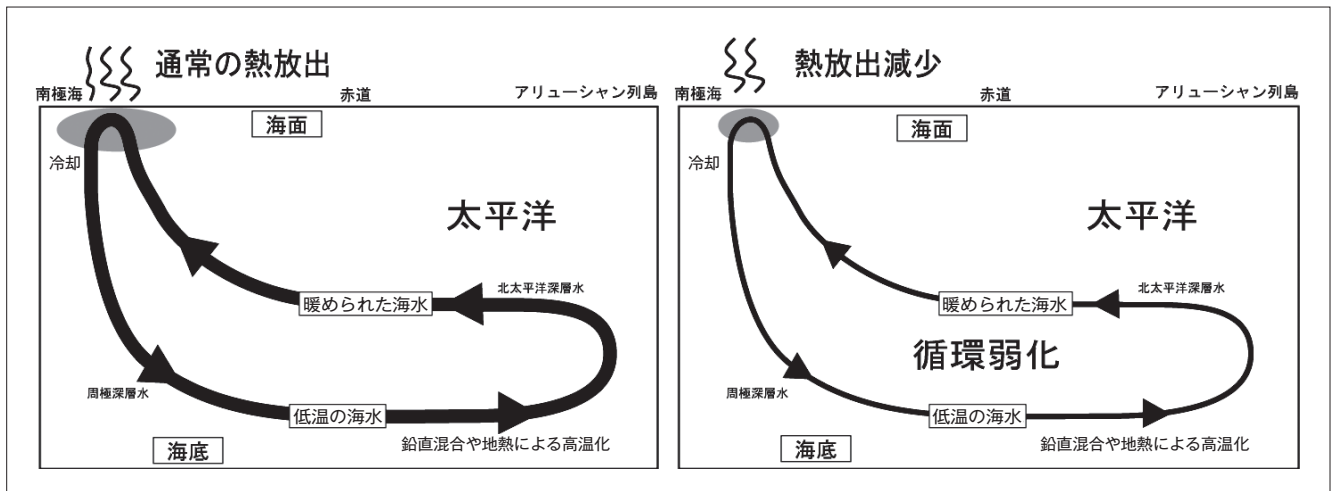 通常の熱放出
南極海
赤道
アリューシャン列島
海面
冷却
太平洋
北太平洋深層水
暖められた海水
周極深層水
低温の海水
鉛直混合や地熱による高温化
海底
熱放出減少
南極海
赤道
アリューシャン列島
海面
冷却
太平洋
北太平洋深層水
暖められた海水
循環弱化
周極深層水
低温の海水
鉛直混合や地熱による高温化
海底